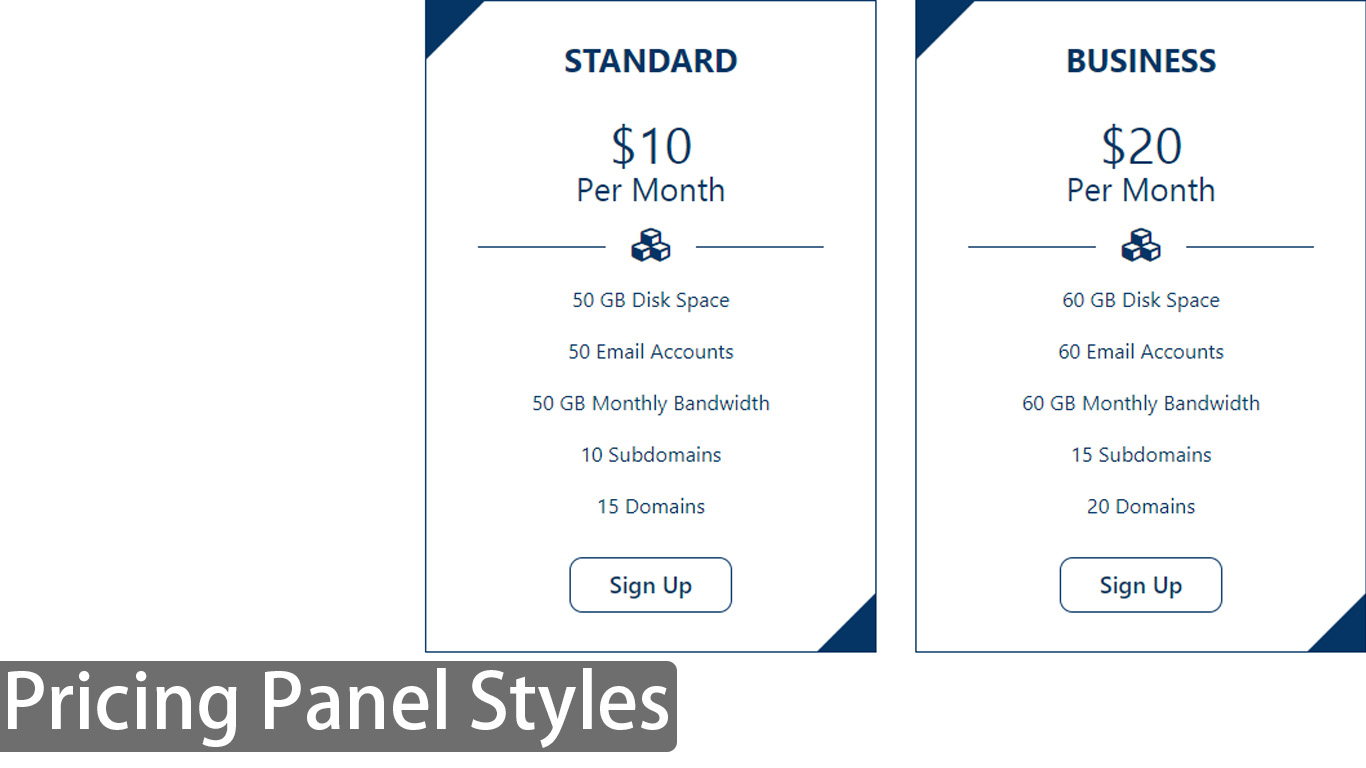 STANDARD
$10
Per Month
50 GB Disk Space
50 Email Accounts
50 GB Monthly Bandwidth
10 Subdomains
15 Domains
Sign Up
BUSINESS
$20
Per Month
60 GB Disk Space
60 Email Accounts
60 GB Monthly Bandwidth
15 Subdomains
20 Domains
Sign Up
Pricing Panel Styles